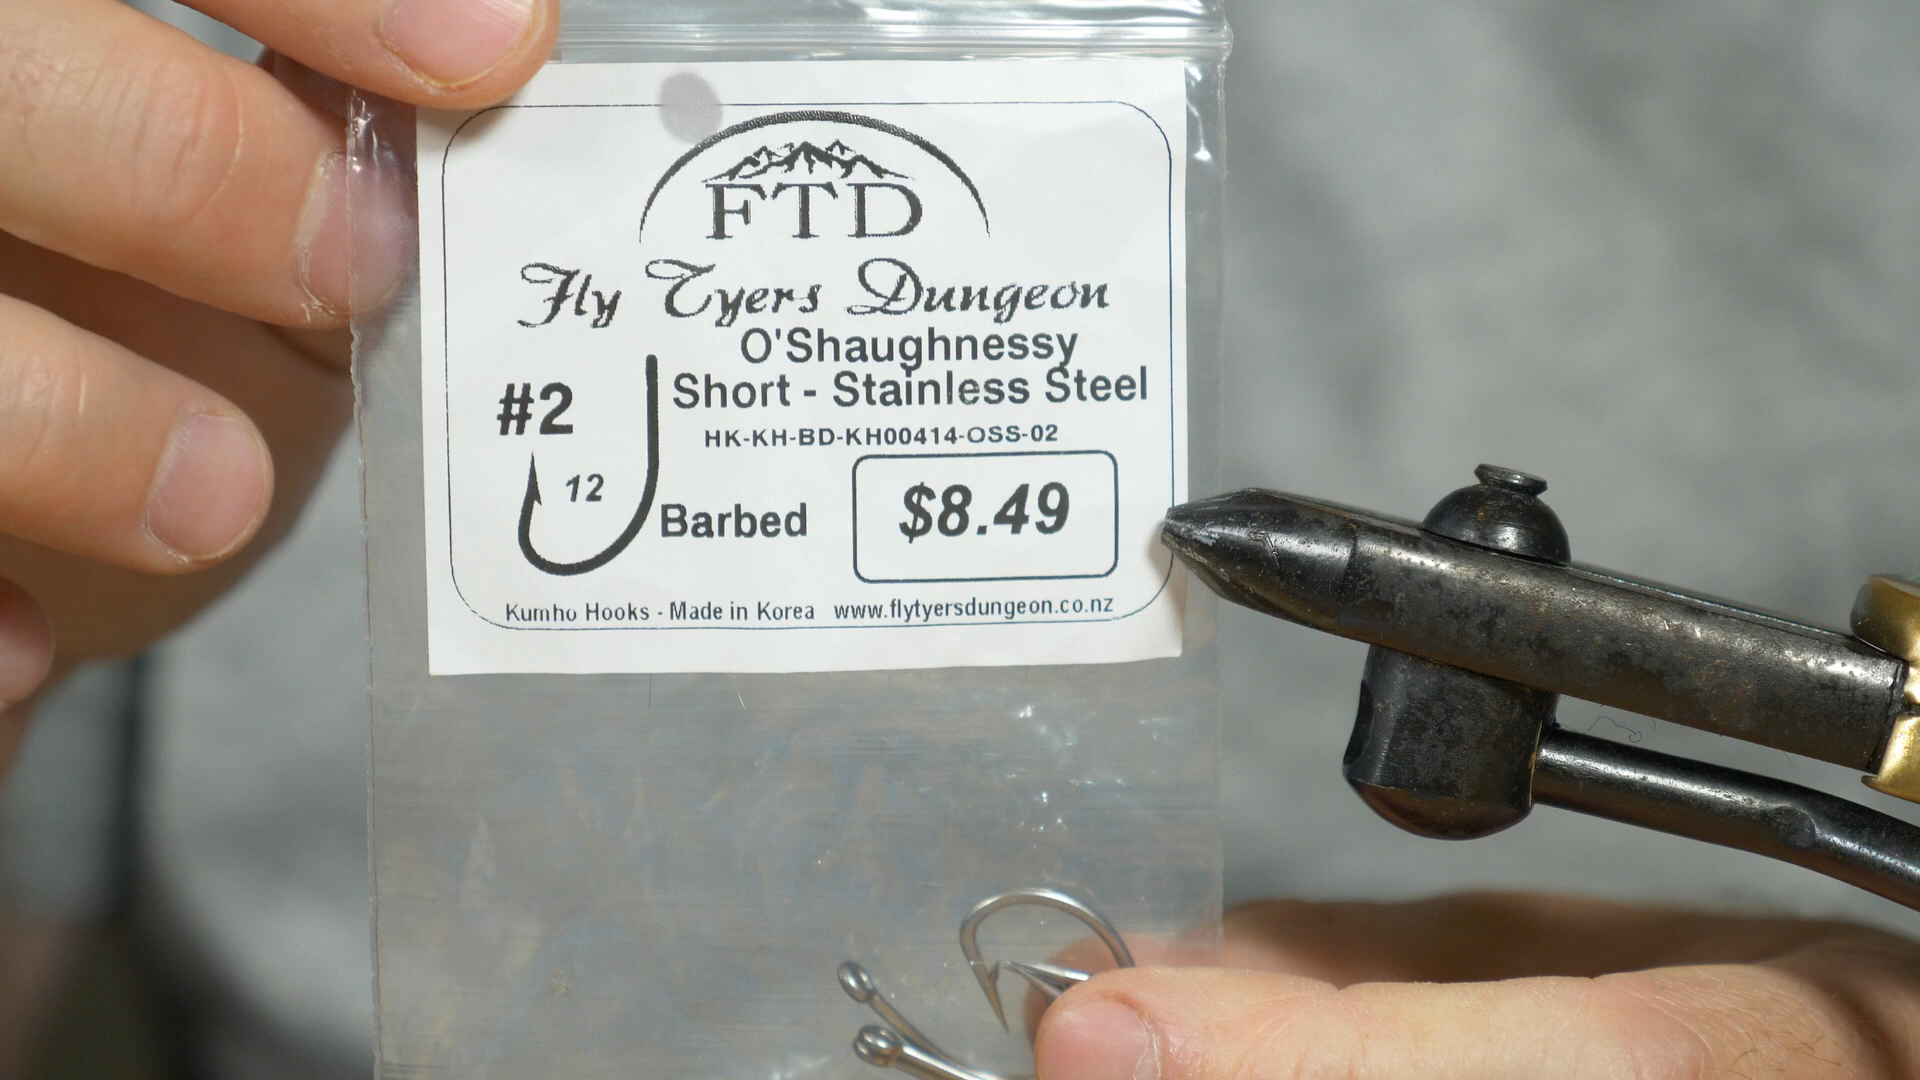 FTD
Fly Tyers Dungeon
O'Shaughnessy
Short - Stainless Steel
#2
HK-KH-BD-KH00414-OSS-02
12
Barbed
$8.49
Kumho Hooks - Made in Korea www.flytyersdungeon.co.nz